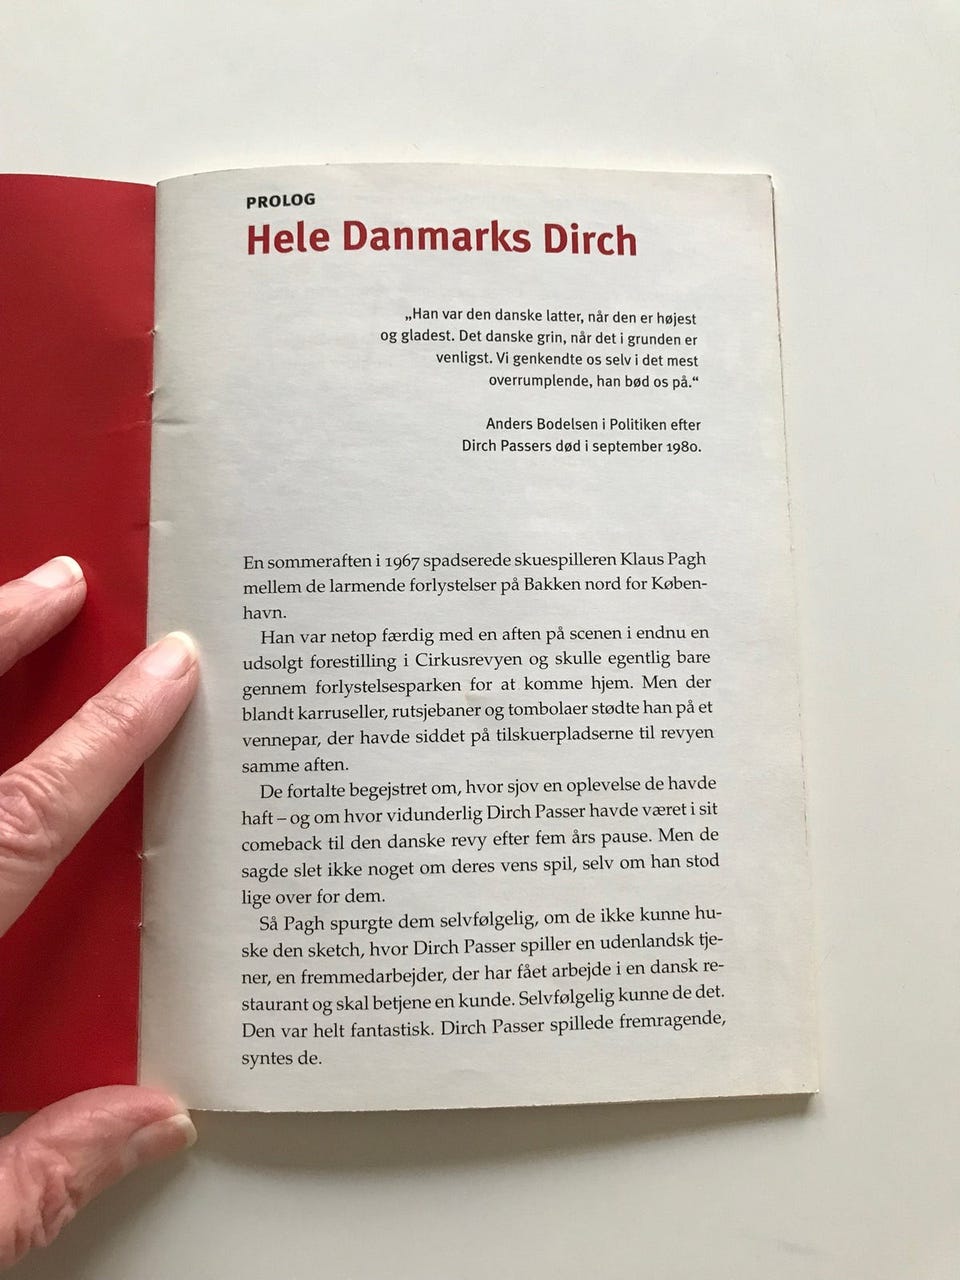 PROLOG
Hele Danmarks Dirch
„Han var den danske latter, når den er højest
og gladest. Det danske grin, når det i grunden er
venligst. Vi genkendte os selv i det mest
overrumplende, han bød os på.“
Anders Bodelsen i Politiken efter
Dirch Passers død i september 1980.
En sommeraften i 1967 spadserede skuespilleren Klaus Pagh
mellem de larmende forlystelser på Bakken nord for Køben-
havn.
Han var netop færdig med en aften på scenen i endnu en
udsolgt forestilling i Cirkusrevyen og skulle egentlig bare
gennem forlystelsesparken for at komme hjem. Men der
blandt karruseller, rutsjebaner og tombolaer stødte han på et
vennepar, der havde siddet på tilskuerpladserne til revyen
samme aften.
De fortalte begejstret om, hvor sjov en oplevelse de havde
haft – og om hvor vidunderlig Dirch Passer havde været i sit
comeback til den danske revy efter fem års pause. Men de
sagde slet ikke noget om deres vens spil, selv om han stod
lige over for dem.
Så Pagh spurgte dem selvfølgelig, om de ikke kunne hu-
ske den sketch, hvor Dirch Passer spiller en udenlandsk tje-
ner, en fremmedarbejder, der har fået arbejde i en dansk re-
staurant og skal betjene en kunde. Selvfølgelig kunne de det.
Den var helt fantastisk. Dirch Passer spillede fremragende,
syntes de.